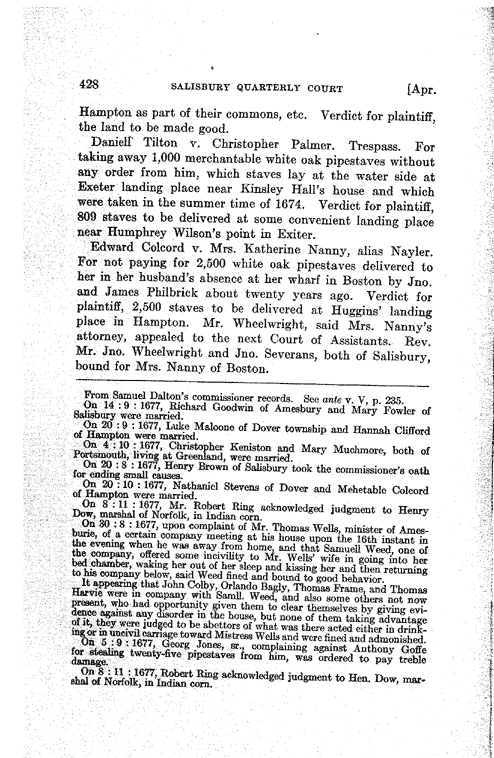 428 SALISBURY QUARTERLY COURT [Apr.
Hampton as part of their commons, etc. Verdict for plaintiff,
the land to be made good.
Daniell Tilton v. Christopher Palmer. Trespass. For
taking away 1,000 merchantable white oak pipestaves without
any order from him, which staves lay at the water side at
Exeter landing place near Kinsley Hall's house and which
were taken in the summer time of 1674. Verdict for plaintiff,
809 staves to be delivered at some convenient landing place
near Humphrey Wilson's point in Exiter.
Edward Colcord v. Mrs. Katherine Nanny, alias Nayler.
For not paying for 2,500 white oak pipestaves delivered to
her in her husband's absence at her wharf in Boston by Jno.
and James Philbrick about twenty years ago. Verdict for
plaintiff, 2,500 staves to be delivered at Huggins' landing
place in Hampton. Mr. Wheelwright, said Mrs. Nanny's
attorney, appealed to the next Court of Assistants. Rev.
Mr. Jno. Wheelwright and Jno. Severans, both of Salisbury,
bound for Mrs. Nanny of Boston.
From Samuel Dalton's commissioner records. See ante v. V, p. 235.
On 14 : 9 : 1677, Richard Goodwin of Amesbury and Mary Fowler of
Salisbury were married.
On 20 : 9 : 1677, Luke Maloone of Dover township and Hannah Clifford
of Hampton were married.
On 4 : 10 : 1677, Christopher Keniston and Mary Muchmore, both of
Portsmouth, living at Greenland, were married.
On 20 : 8 : 1677, Henry Brown of Salisbury took the commissioner's oath
for ending small causes.
On 20 : 10 : 1677, Nathaniel Stevens of Dover and Mehetable Colcord
of Hampton were married.
On 8 : 11 : 1677, Mr. Robert Ring acknowledged judgment to Henry
Dow, marshal of Norfolk, in Indian corn.
On 30 : 8 : 1677, upon complaint of Mr. Thomas Wells, minister of Ames-
burie, of a certain company meeting at his house upon the 16th instant in
the evening when he was away from home, and that Samuell Weed, one of
the company, offered some incivility to Mr. Wells' wife in going into her
bed chamber, waking her out of her sleep and kissing her and then returning
to his company below, said Weed fined and bound to good behavior.
It appearing that John Colby, Orlando Bagly, Thomas Frame, and Thomas
Harvie were in company with Samll. Weed, and also some others not now
present, who had opportunity given them to clear themselves by giving evi-
dence against any disorder in the house, but none of them taking advantage
of it, they were judged to be abettors of what was there acted either in drink-
ing or in uncivil carriage toward Mistress Wells and were fined and admonished.
On 5 : 9 : 1677, Georg Jones, sr., complaining against Anthony Goffe
for stealing twenty-five pipestaves from him, was ordered to pay treble
damage.
On 8 : 11 : 1677, Robert Ring acknowledged judgment to Hen. Dow, mar-
shal of Norfolk, in Indian corn.